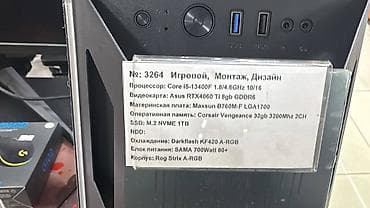 №: 3264 Игровой, Монтаж, Дизайн
Процессор: Core i5-13400F 1.8/4.6GHz 10/16
Видеокарта: Asus RTX4060 Ti 8gb GDDR6
Материнская плата: Maxsun B760M-F LGA1700
Оперативная память: Corsair Vengeance 32gb 3200Mhz 2CH
SSD: M.2 NVME 1TB
HDD:
Охлаждение: Darkflash KF420 A-RGB
Блок питания: SAMA 700Watt 80+
Корпус: Rog Strix A-RGB